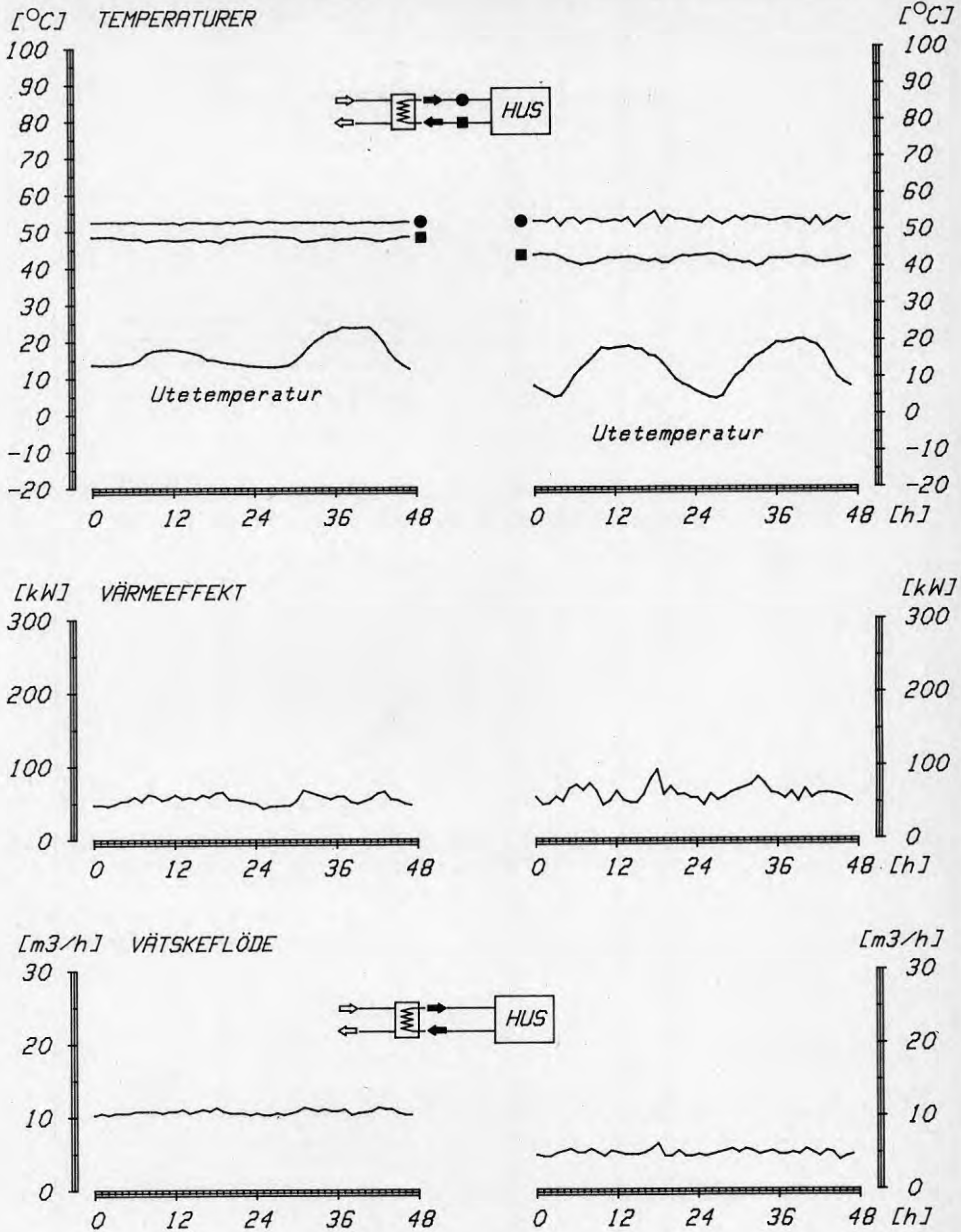 [°C] TEMPERATURER [°C]
100 100
90 90
80 HUS 80
70 70
60 60
50 50
40 40
30 30
20 20
10 10
0 Utetemperatur 0
-10 Utetemperatur -10
-20 -20
0 12 24 36 48 0 12 24 36 48 [h]
[kW] VÄRMEEFFEKT [kW]
300 300
200 200
100 100
0 0
0 12 24 36 48 0 12 24 36 48 [h]
[m3/h] VÄTSKEFLÖDE [m3/h]
30 30
HUS
20 20
10 10
0 0
0 12 24 36 48 0 12 24 36 48 [h]